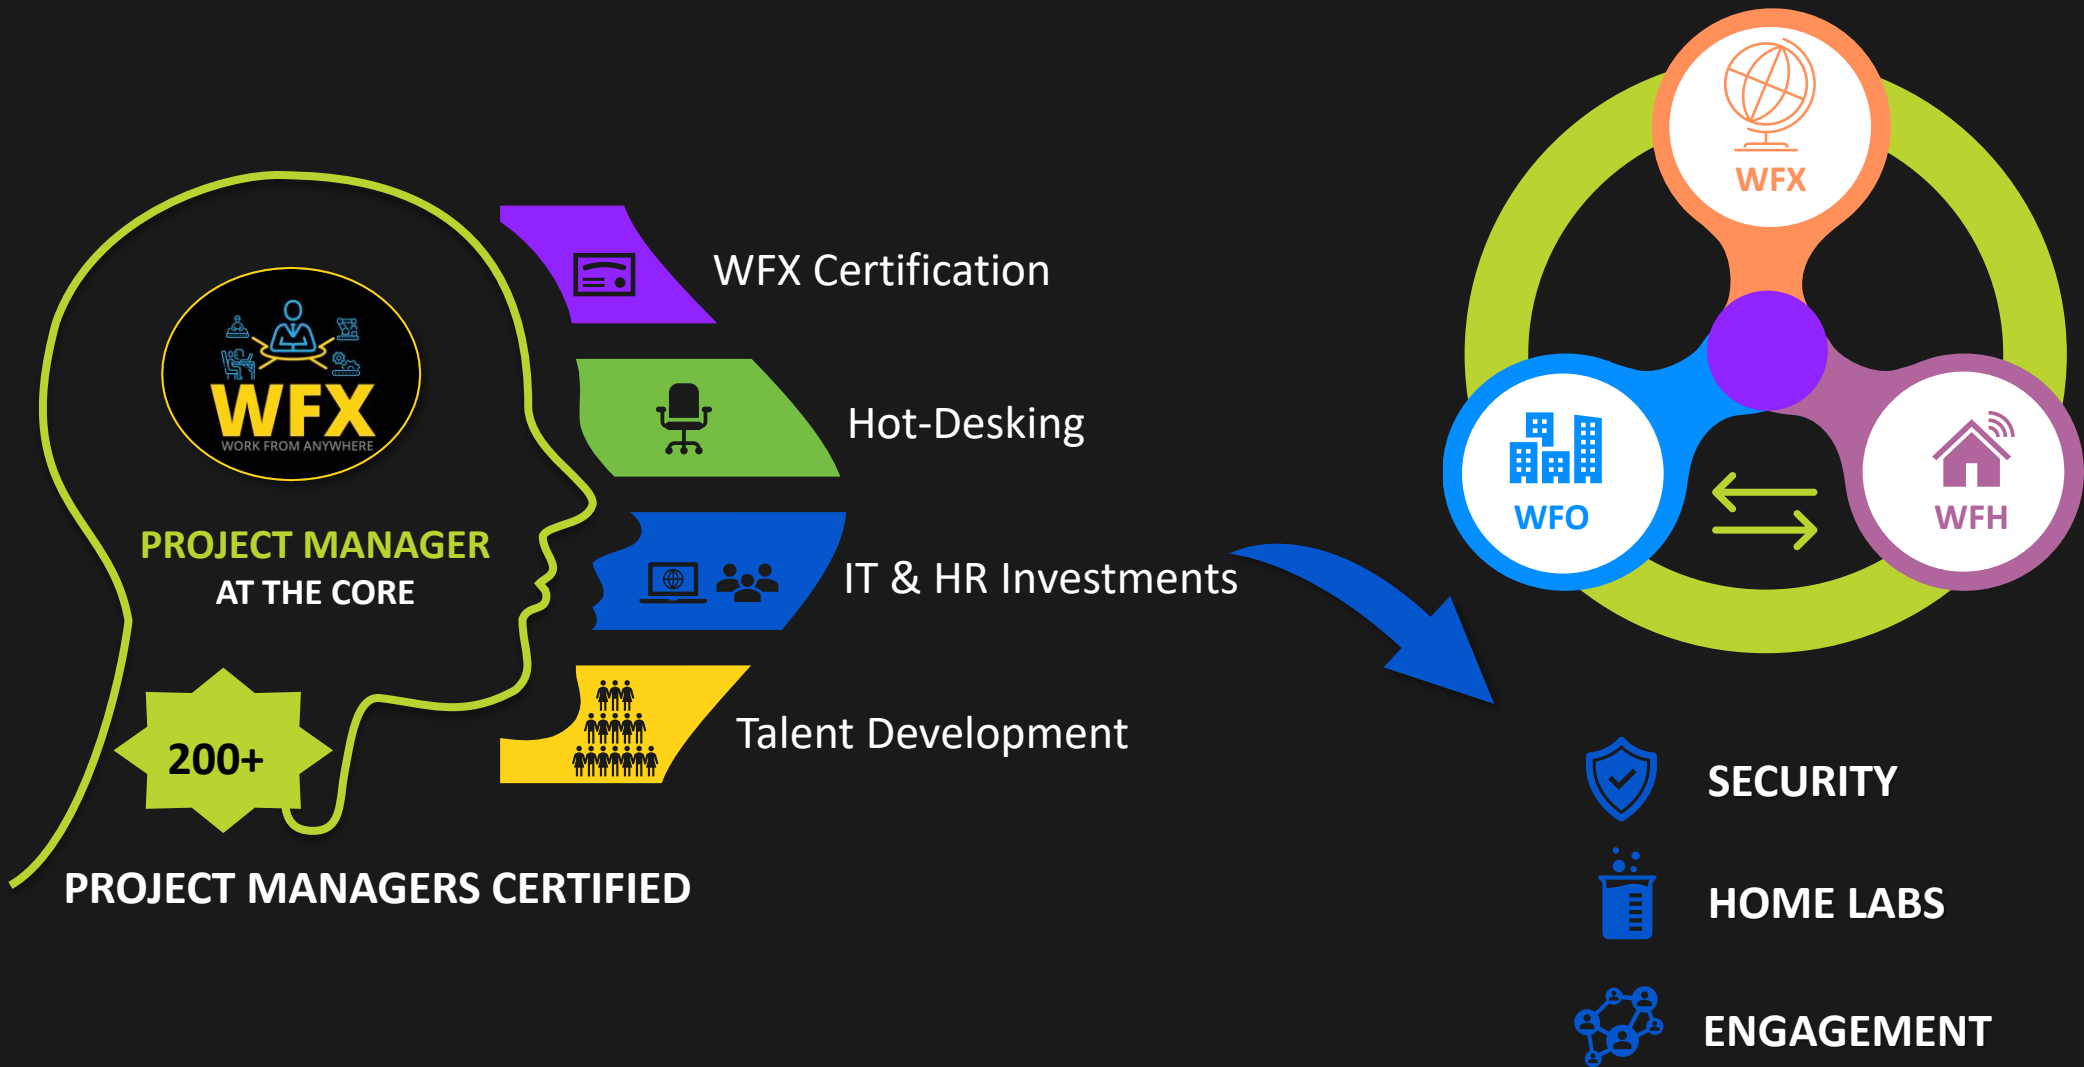 WFX
WORK FROM ANYWHERE
PROJECT MANAGER
AT THE CORE
200+
PROJECT MANAGERS CERTIFIED
WFX Certification
Hot-Desking
IT & HR Investments
Talent Development
WFX
WFO
WFH
SECURITY
HOME LABS
ENGAGEMENT